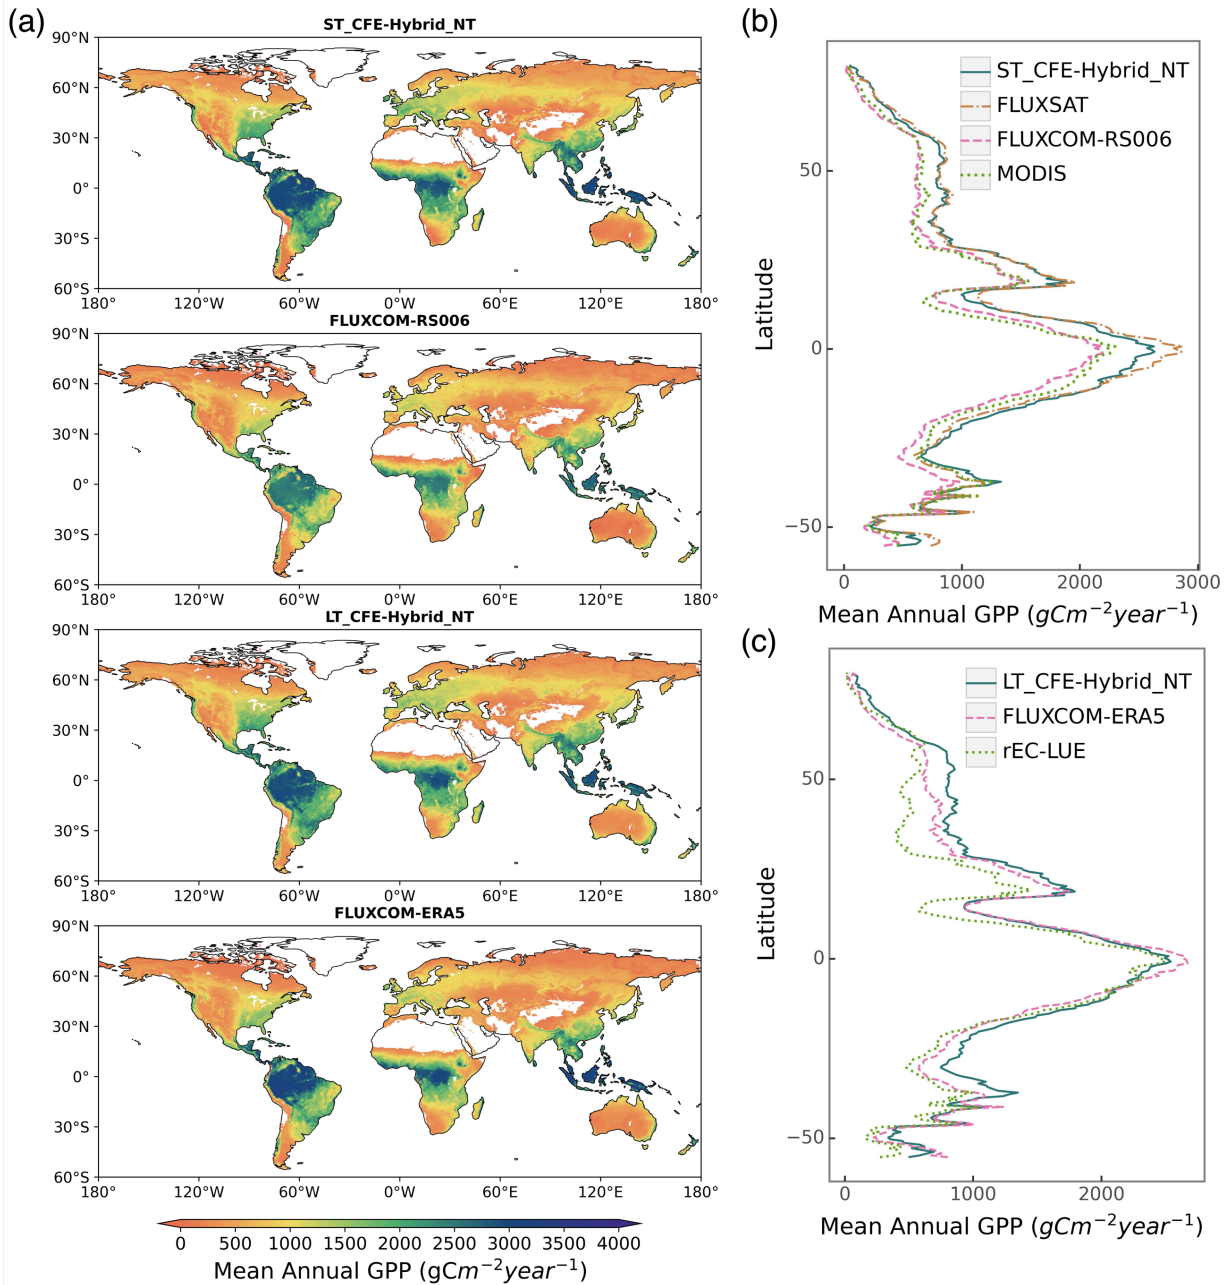 (a)
ST_CFE-Hybrid_NT
90°N
60°N
30°N
0°
30°S
60°S
180° 120°W 60°W 0°W 60°E 120°E 180°
FLUXCOM-RS006
90°N
60°N
30°N
0°
30°S
60°S
180° 120°W 60°W 0°W 60°E 120°E 180°
LT_CFE-Hybrid_NT
90°N
60°N
30°N
0°
30°S
60°S
180° 120°W 60°W 0°W 60°E 120°E 180°
FLUXCOM-ERA5
90°N
60°N
30°N
0°
30°S
60°S
180° 120°W 60°W 0°W 60°E 120°E 180°
0 500 1000 1500 2000 2500 3000 3500 4000
Mean Annual GPP (gCm⁻²year⁻¹)
(b)
ST_CFE-Hybrid_NT
FLUXSAT
FLUXCOM-RS006
MODIS
Latitude
50
0
−50
0 1000 2000 3000
Mean Annual GPP (gCm⁻²year⁻¹)
(c)
LT_CFE-Hybrid_NT
FLUXCOM-ERA5
rEC-LUE
Latitude
50
0
−50
0 1000 2000
Mean Annual GPP (gCm⁻²year⁻¹)